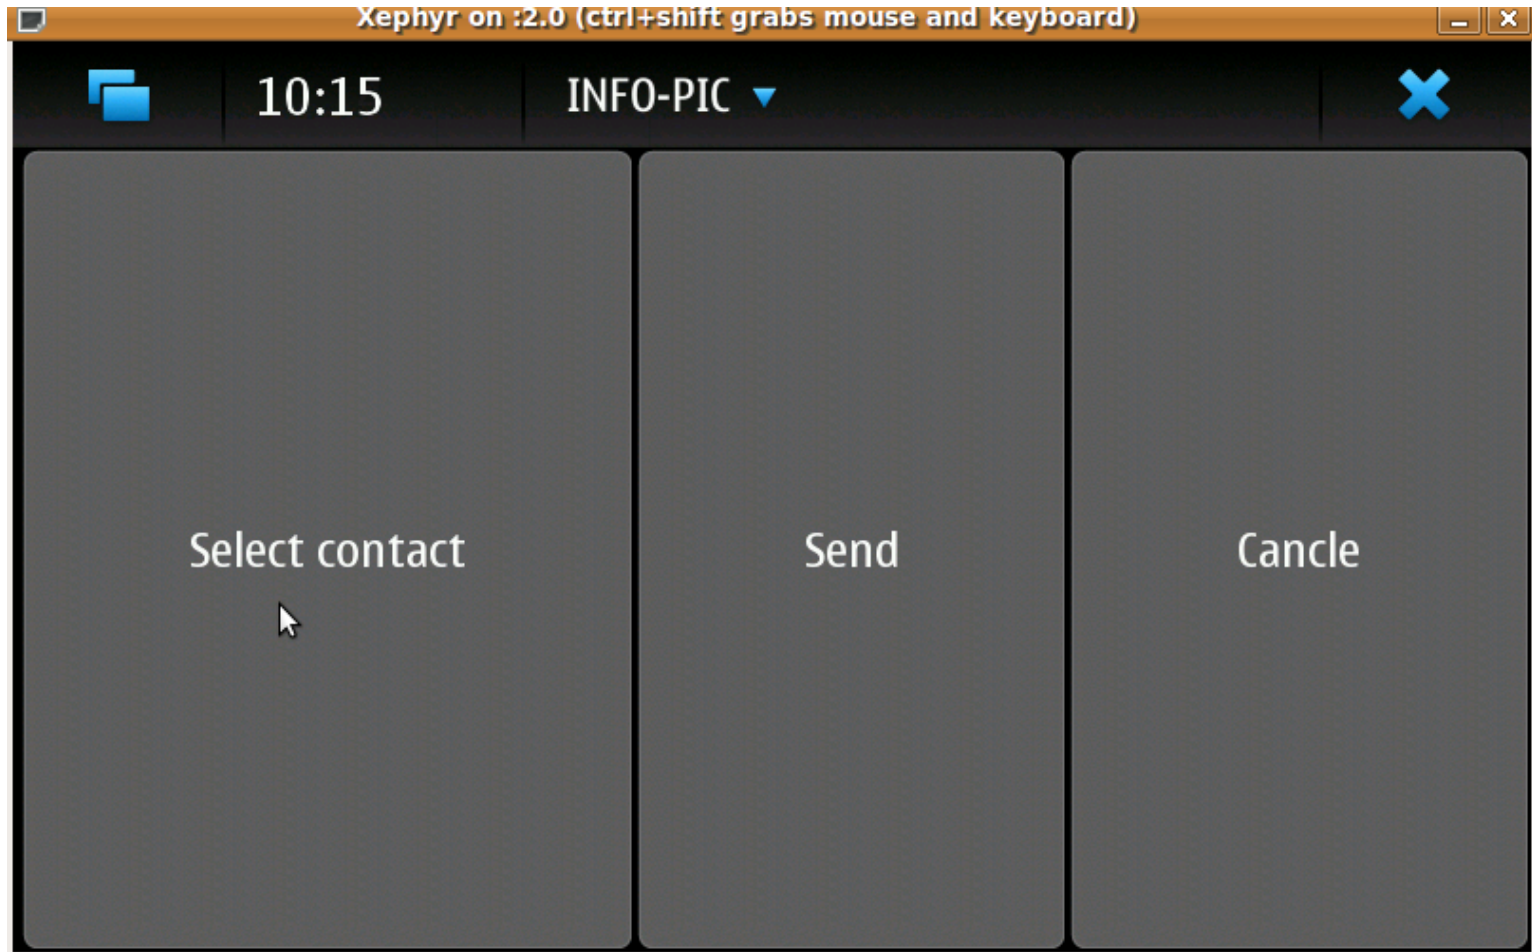 Xephyr on :2.0 (ctrl+shift grabs mouse and keyboard)
10:15 INFO-PIC
Select contact Send Cancle